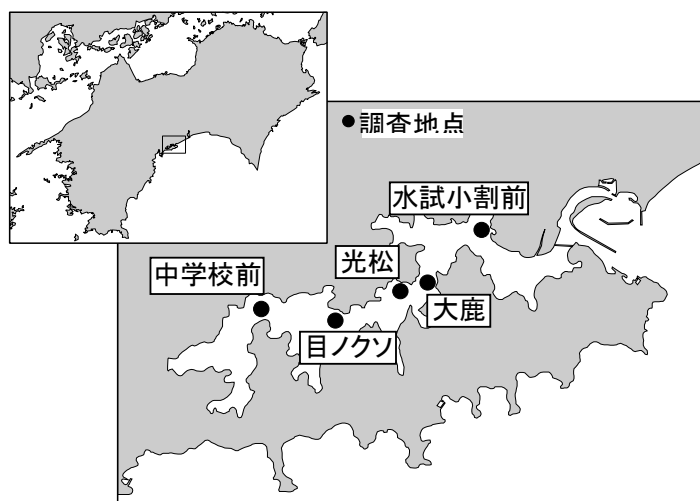 調査地点
水試小割前
光松
中学校前
大鹿
目ノクソ